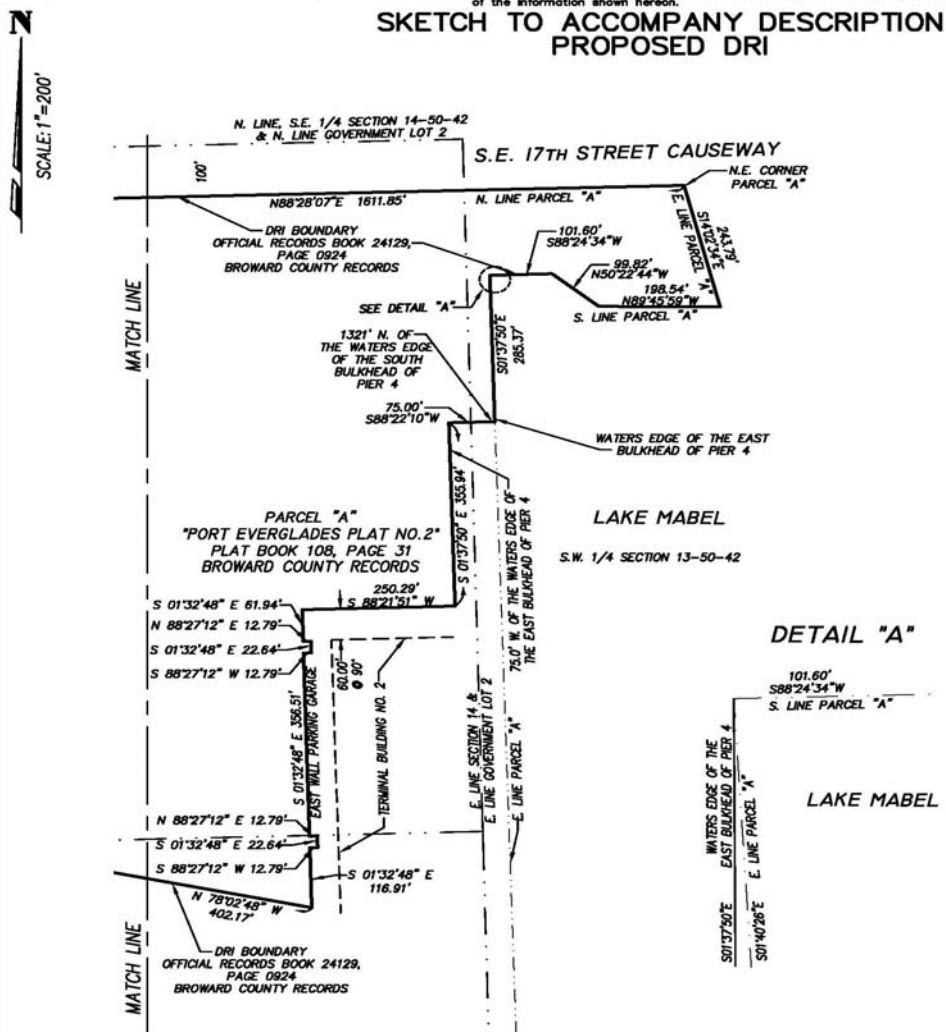 of the information shown hereon.
SKETCH TO ACCOMPANY DESCRIPTION
PROPOSED DRI
N
SCALE: 1"=200'
N. LINE, S.E. 1/4 SECTION 14-50-42
& N. LINE GOVERNMENT LOT 2
100'
S.E. 17TH STREET CAUSEWAY
N.E. CORNER
PARCEL "A"
N88°28'07"E 1611.85'
N. LINE PARCEL "A"
E. LINE PARCEL "A"
S14°02'34"E
243.79'
DRI BOUNDARY
OFFICIAL RECORDS BOOK 24129,
PAGE 0924
BROWARD COUNTY RECORDS
101.60'
S88°24'34"W
99.82'
N50°22'44"W
198.54'
N89°45'59"W
S. LINE PARCEL "A"
SEE DETAIL "A"
MATCH LINE
1321' N. OF
THE WATERS EDGE
OF THE SOUTH
BULKHEAD OF
PIER 4
S01°37'50"E
285.37'
75.00'
S88°22'10"W
WATERS EDGE OF THE EAST
BULKHEAD OF PIER 4
S 01°37'50" E 355.94'
75.0' W. OF THE WATERS EDGE OF
THE EAST BULKHEAD OF PIER 4
LAKE MABEL
S.W. 1/4 SECTION 13-50-42
PARCEL "A"
"PORT EVERGLADES PLAT NO.2"
PLAT BOOK 108, PAGE 31
BROWARD COUNTY RECORDS
250.29'
S 88°21'51" W
S 01°32'48" E 61.94'
N 88°27'12" E 12.79'
S 01°32'48" E 22.64'
S 88°27'12" W 12.79'
60.00'
@ 90°
S 01°32'48" E 356.51'
EAST WALL PARKING GARAGE
TERMINAL BUILDING NO. 2
E. LINE SECTION 14 &
E. LINE GOVERNMENT LOT 2
E. LINE PARCEL "A"
N 88°27'12" E 12.79'
S 01°32'48" E 22.64'
S 88°27'12" W 12.79'
S 01°32'48" E
116.91'
N 78°02'48" W
402.17'
DRI BOUNDARY
OFFICIAL RECORDS BOOK 24129,
PAGE 0924
BROWARD COUNTY RECORDS
MATCH LINE
DETAIL "A"
101.60'
S88°24'34"W
S. LINE PARCEL "A"
WATERS EDGE OF THE
EAST BULKHEAD OF PIER 4
S01°37'50"E
E. LINE PARCEL "A"
S01°40'26"E
LAKE MABEL